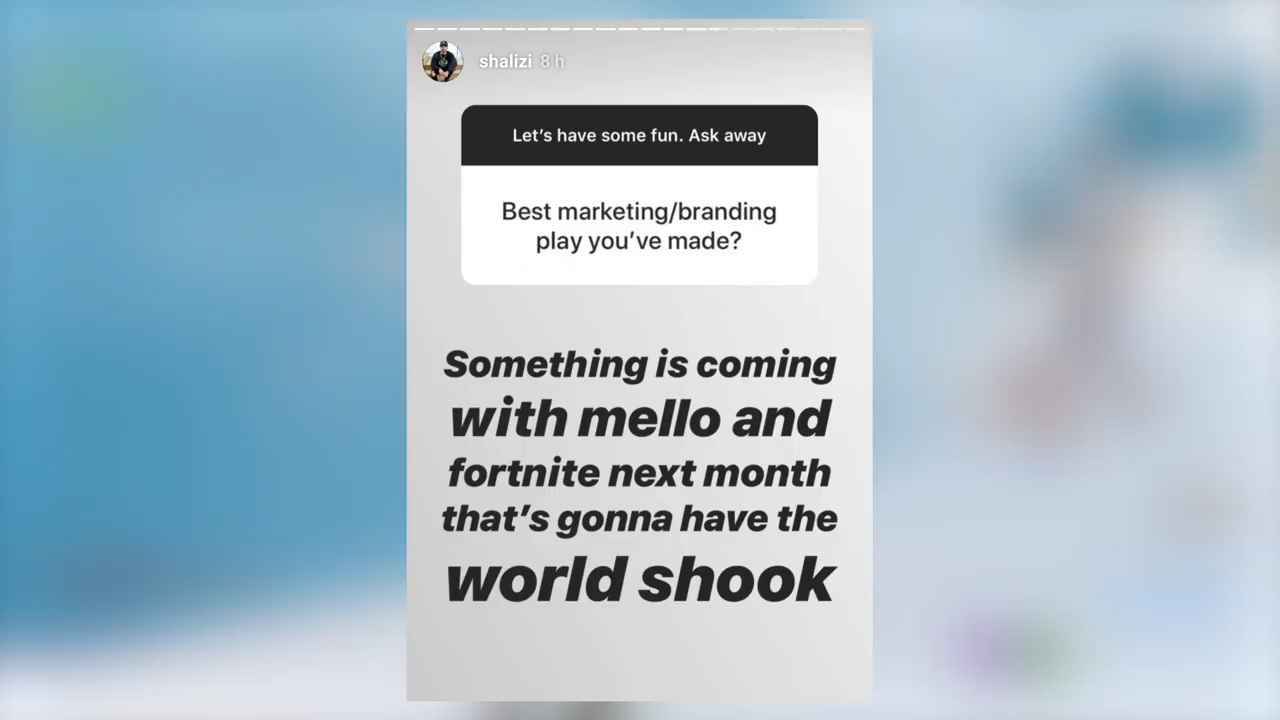 shalizi 8 h
Let's have some fun. Ask away
Best marketing/branding
play you've made?
Something is coming
with mello and
fortnite next month
that's gonna have the
world shook